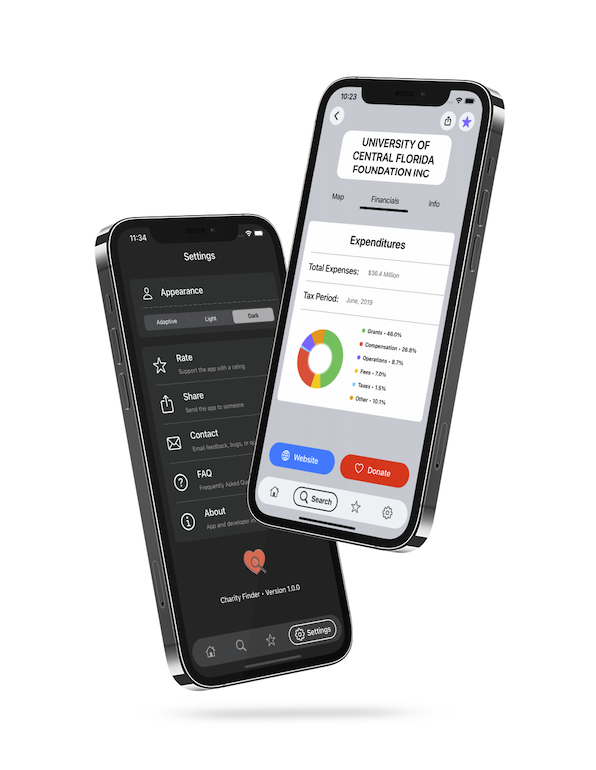 10:23
UNIVERSITY OF
CENTRAL FLORIDA
FOUNDATION INC
Map Financials Info
Expenditures
Total Expenses: $36.4 Million
Tax Period: June, 2019
Grants • 46.0%
Compensation • 26.8%
Operations • 8.7%
Fees • 7.0%
Taxes • 1.5%
Other • 10.1%
Website Donate
Search
11:34
Settings
Appearance
Adaptive Light Dark
Rate
Support the app with a rating
Share
Send the app to someone
Contact
Email feedback, bugs, or
FAQ
Frequently Asked
About
App and developer
Charity Finder • Version 1.0.0
Settings